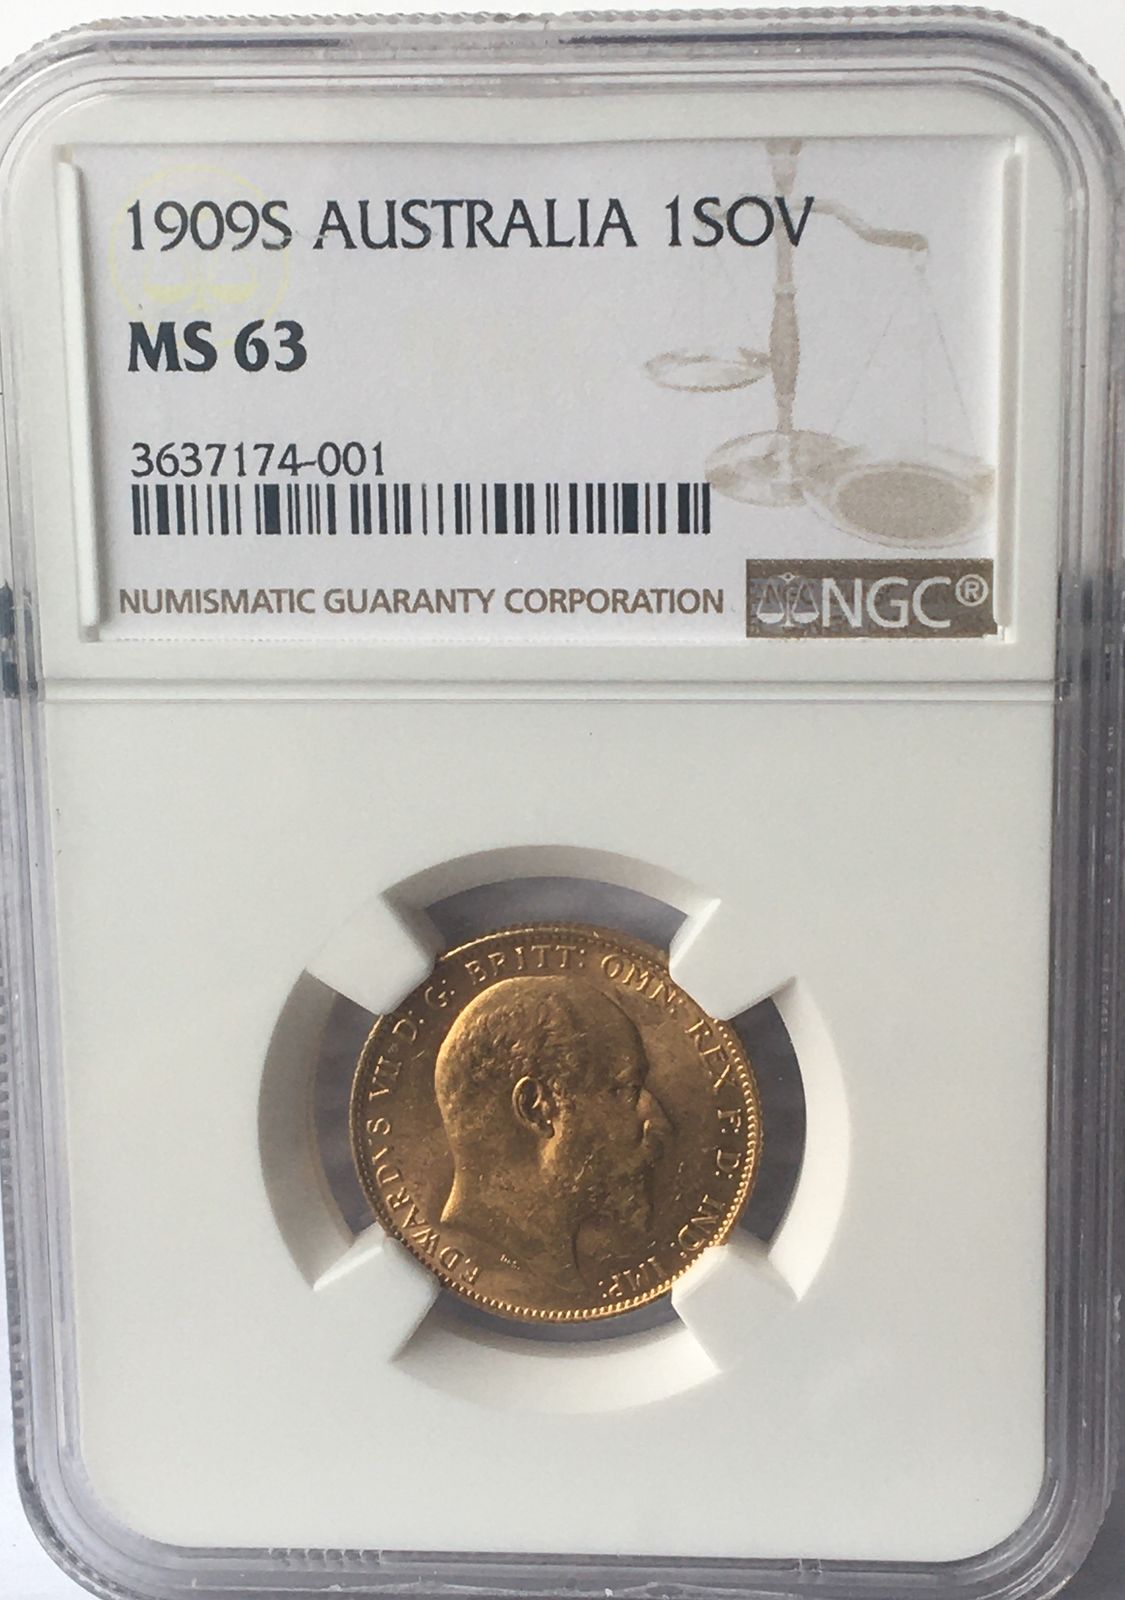 1909S AUSTRALIA 1SOV
MS 63
3637174-001
NUMISMATIC GUARANTY CORPORATION
NGC®
EDWARDVS VII D: G: BRITT: OMN: REX F: D: IND: IMP: